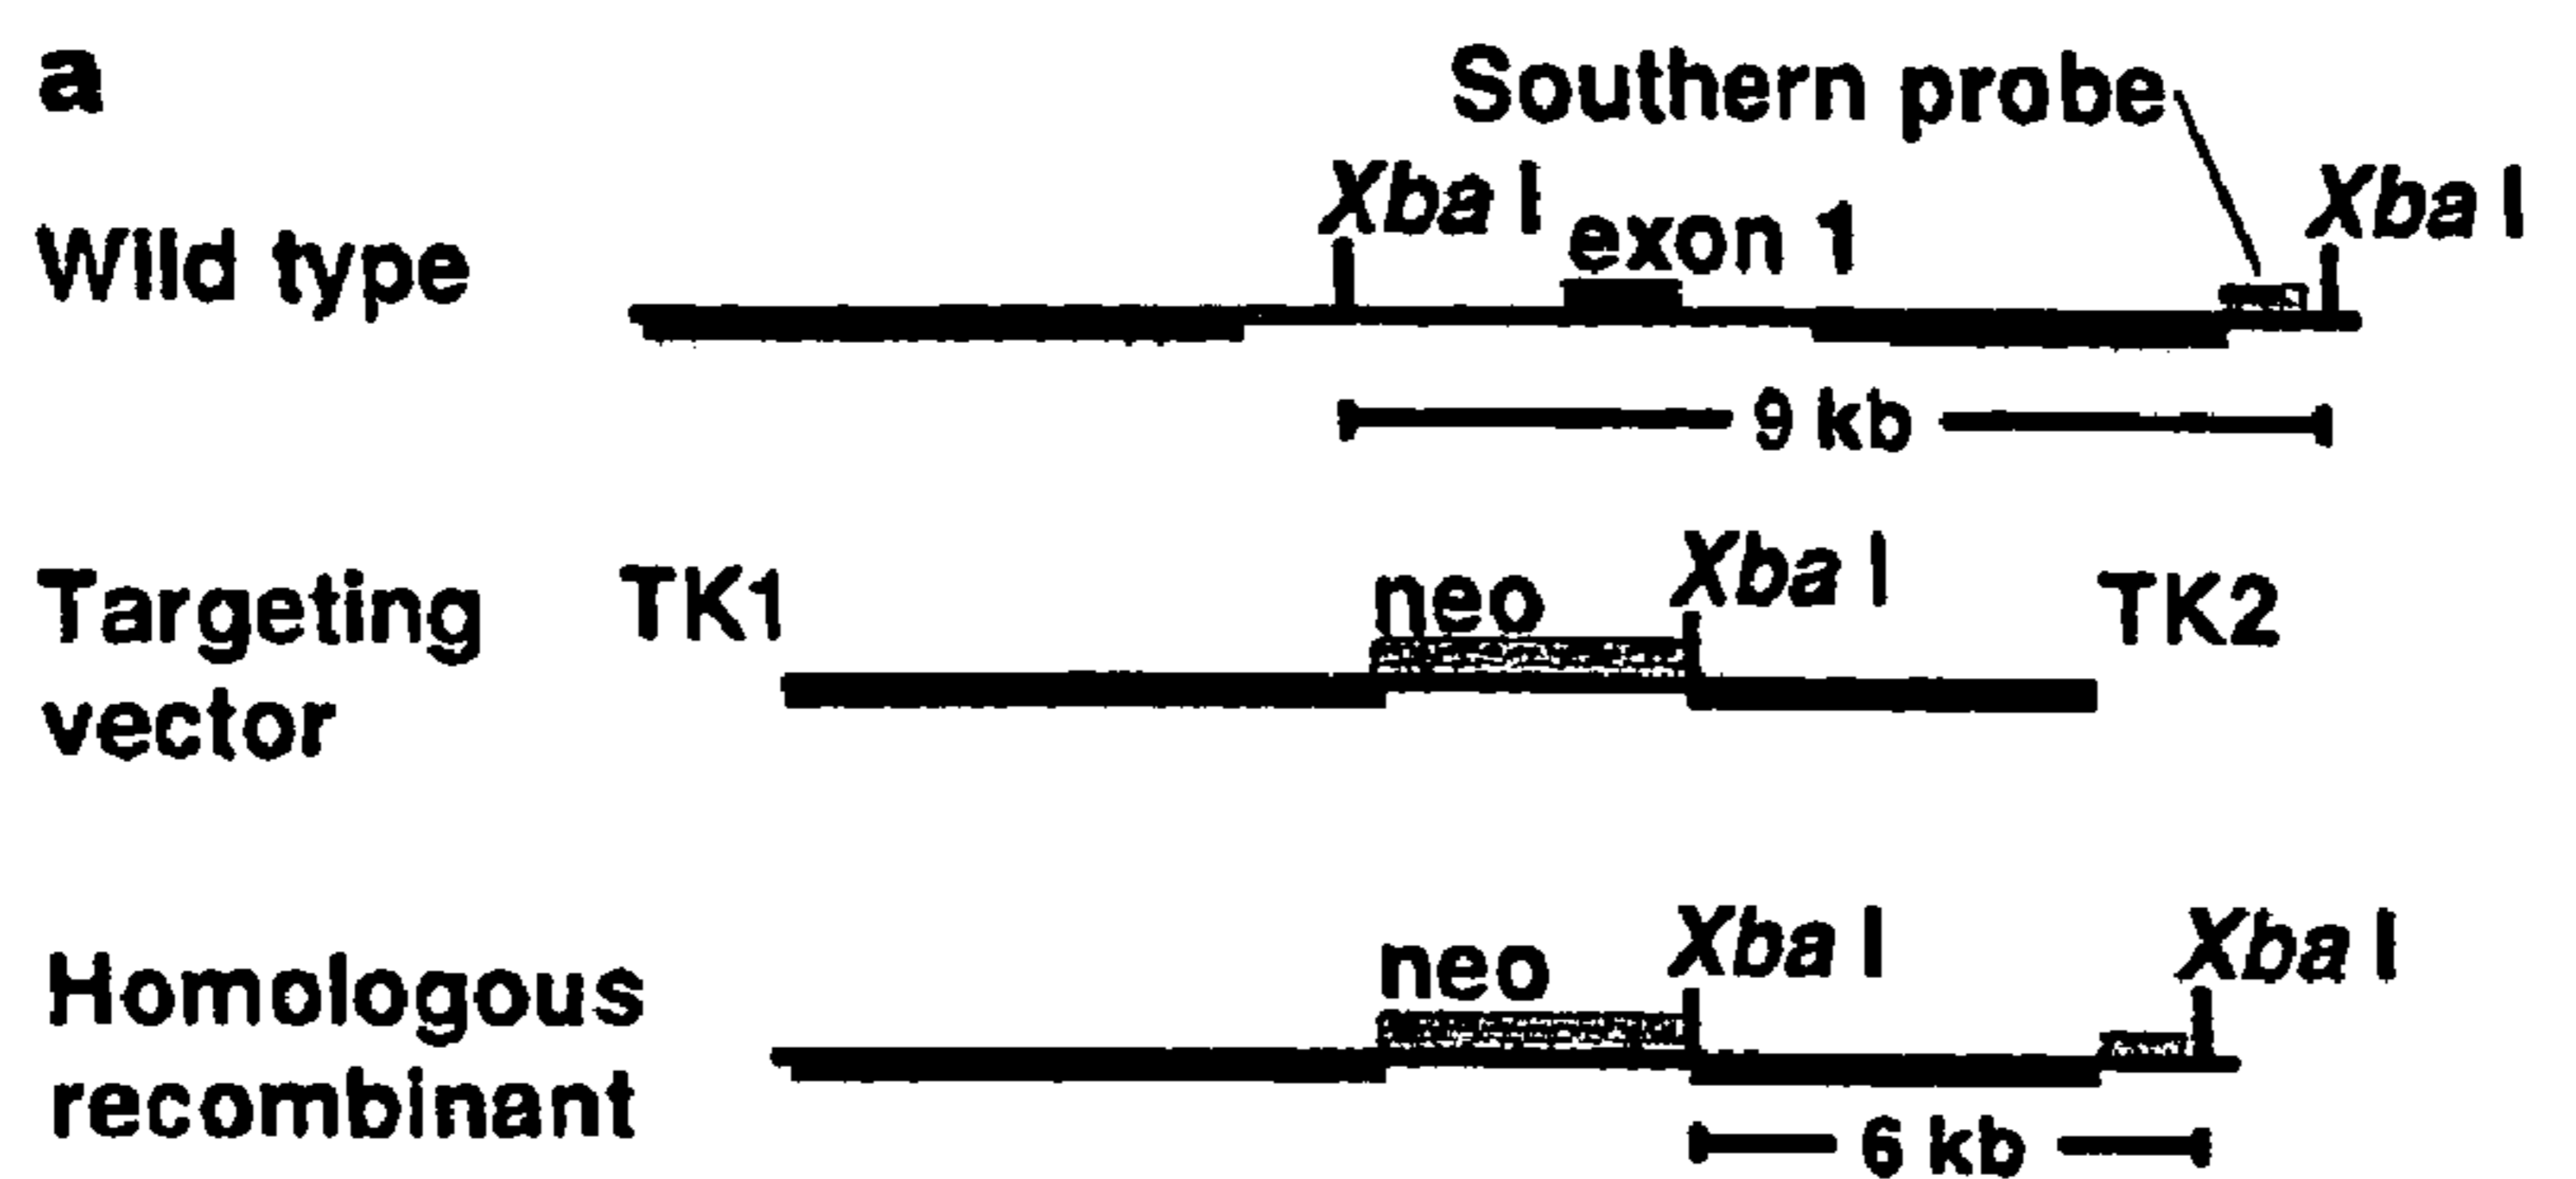 a
Southern probe
Wild type
Xba I
exon 1
Xba I
9 kb
Targeting
vector
TK1
neo
Xba I
TK2
Homologous
recombinant
neo
Xba I
Xba I
6 kb